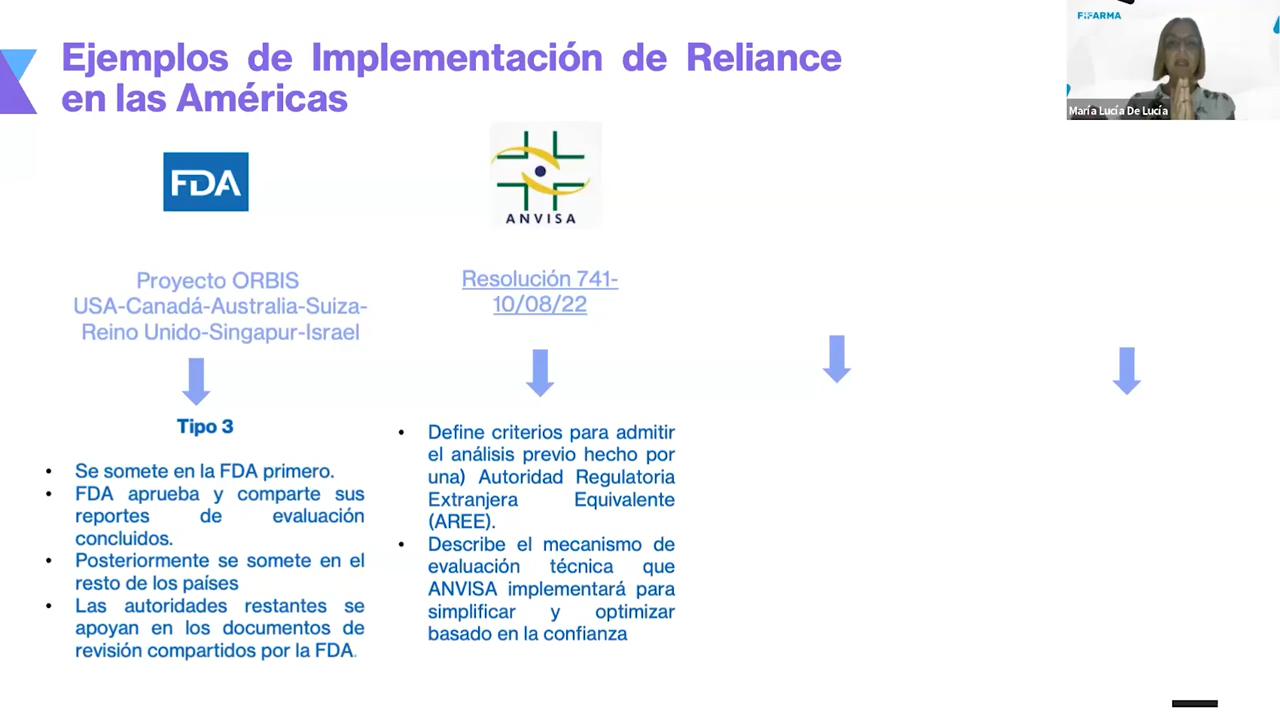 Ejemplos de Implementación de Reliance
en las Américas
FIFARMA
María Lucía De Lucía
FDA
ANVISA
Proyecto ORBIS
USA-Canadá-Australia-Suiza-
Reino Unido-Singapur-Israel
Resolución 741-
10/08/22
Tipo 3
• Se somete en la FDA primero.
• FDA aprueba y comparte sus
reportes de evaluación
concluidos.
• Posteriormente se somete en el
resto de los países
• Las autoridades restantes se
apoyan en los documentos de
revisión compartidos por la FDA.
• Define criterios para admitir
el análisis previo hecho por
una) Autoridad Regulatoria
Extranjera Equivalente
(AREE).
• Describe el mecanismo de
evaluación técnica que
ANVISA implementará para
simplificar y optimizar
basado en la confianza